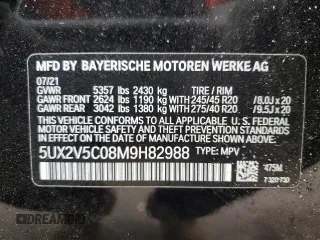 MFD BY BAYERISCHE MOTOREN WERKE AG
07/21
GVWR 5357 lbs 2430 kg TIRE / RIM
GAWR FRONT 2624 lbs 1190 kg 245/45 R20 /8.0J x 20
GAWR REAR 3042 lbs 1380 kg 275/40 R20 /9.5J x 20
THIS VEHICLE CONFORMS TO ALL APPLICABLE
U.S. FEDERAL MOTOR VEHICLE SAFETY, BUMPER,
AND THEFT PREVENTION STANDARDS IN EFFECT ON
THE DATE OF MANUFACTURE SHOWN ABOVE.
5UX2V5C08M9H82988 TYPE: MPV
*475M
7 320 730